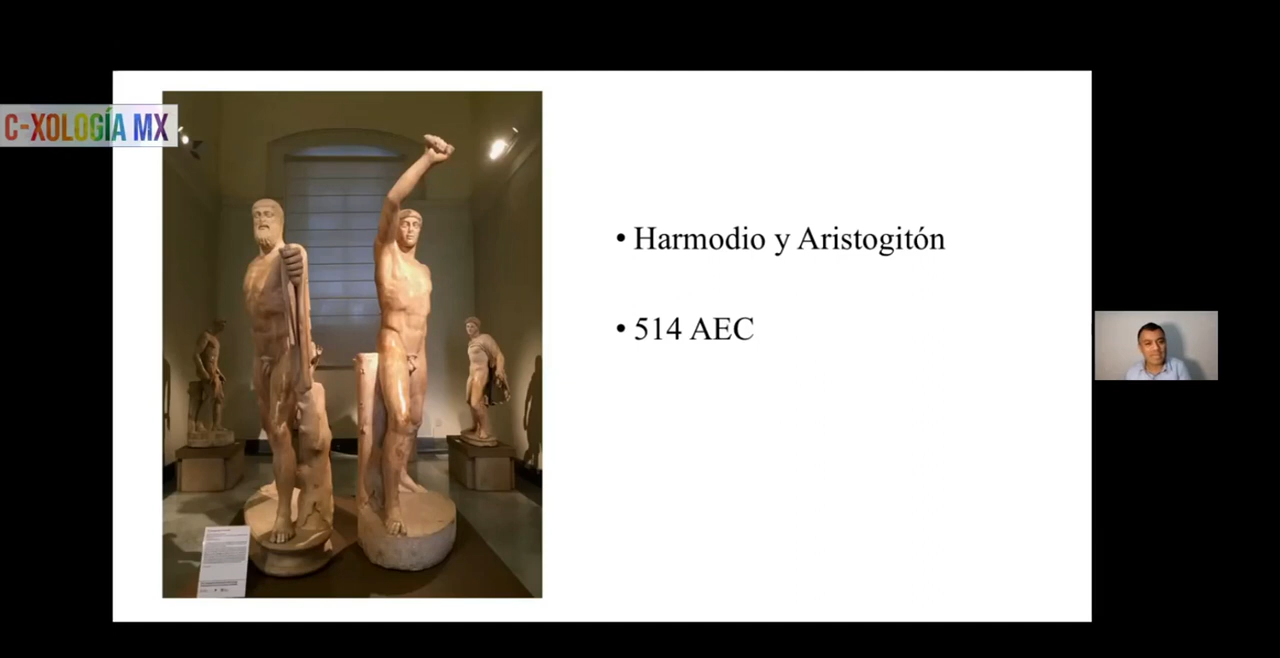 C-XOLOGÍA MX
• Harmodio y Aristogitón
• 514 AEC